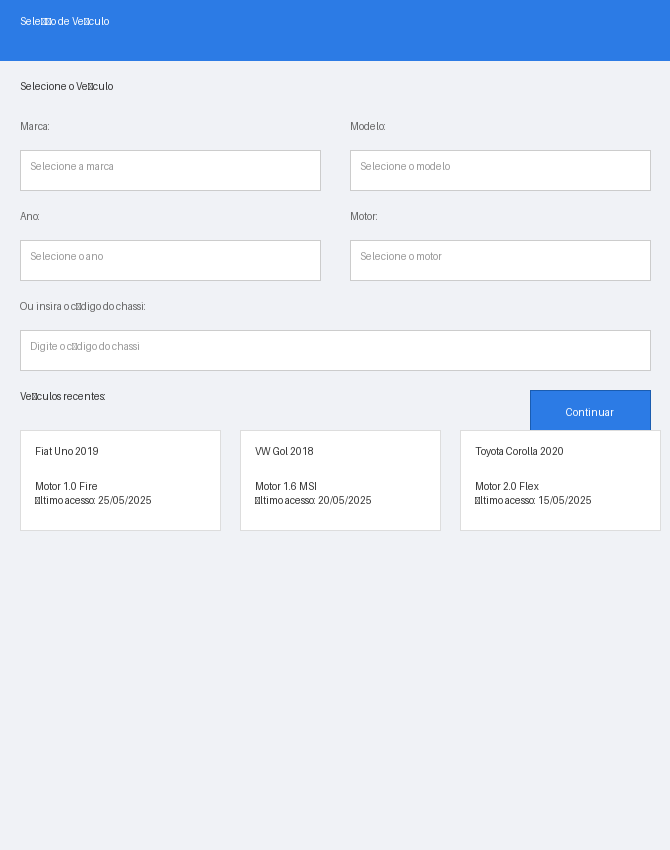 Sele☒☒o de Ve☒culo
Selecione o Ve☒culo
Marca:
Modelo:
Selecione a marca
Selecione o modelo
Ano:
Motor:
Selecione o ano
Selecione o motor
Ou insira o c☒digo do chassi:
Digite o c☒digo do chassi
Ve☒culos recentes:
Continuar
Fiat Uno 2019
Motor 1.0 Fire
☒ltimo acesso: 25/05/2025
VW Gol 2018
Motor 1.6 MSI
☒ltimo acesso: 20/05/2025
Toyota Corolla 2020
Motor 2.0 Flex
☒ltimo acesso: 15/05/2025